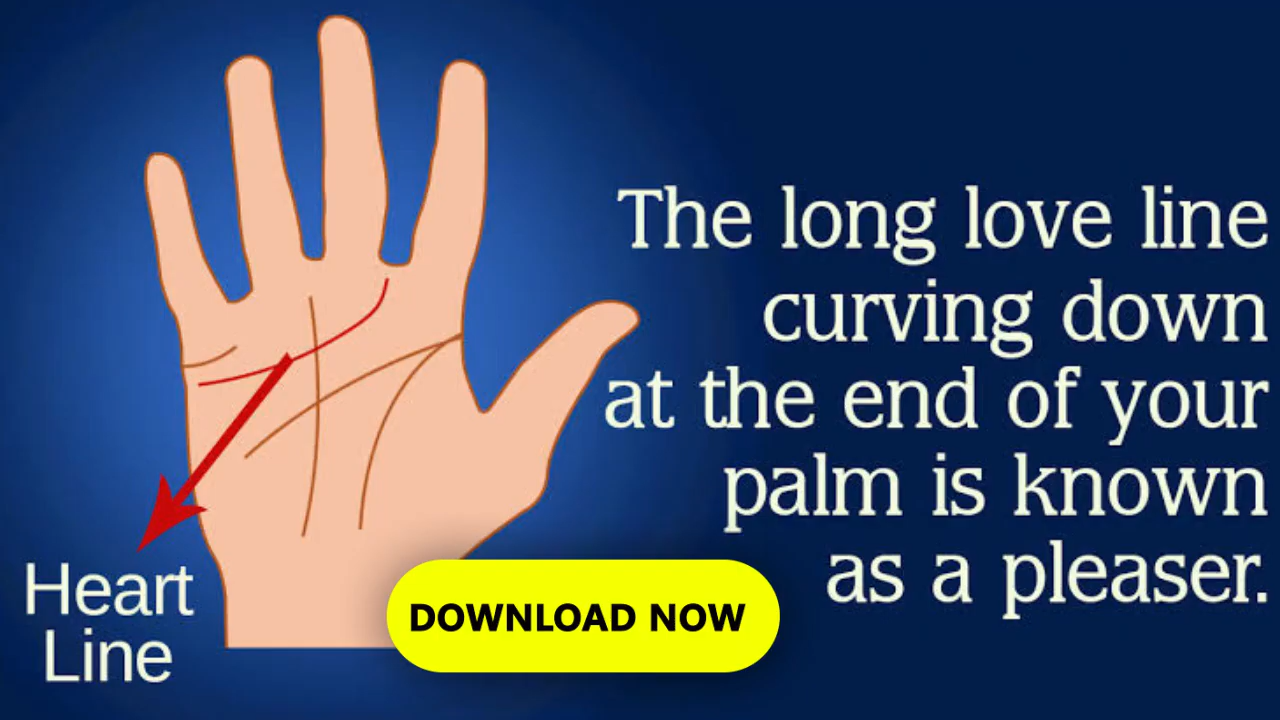 The long love line
curving down
at the end of your
palm is known
as a pleaser.
Heart
Line
DOWNLOAD NOW